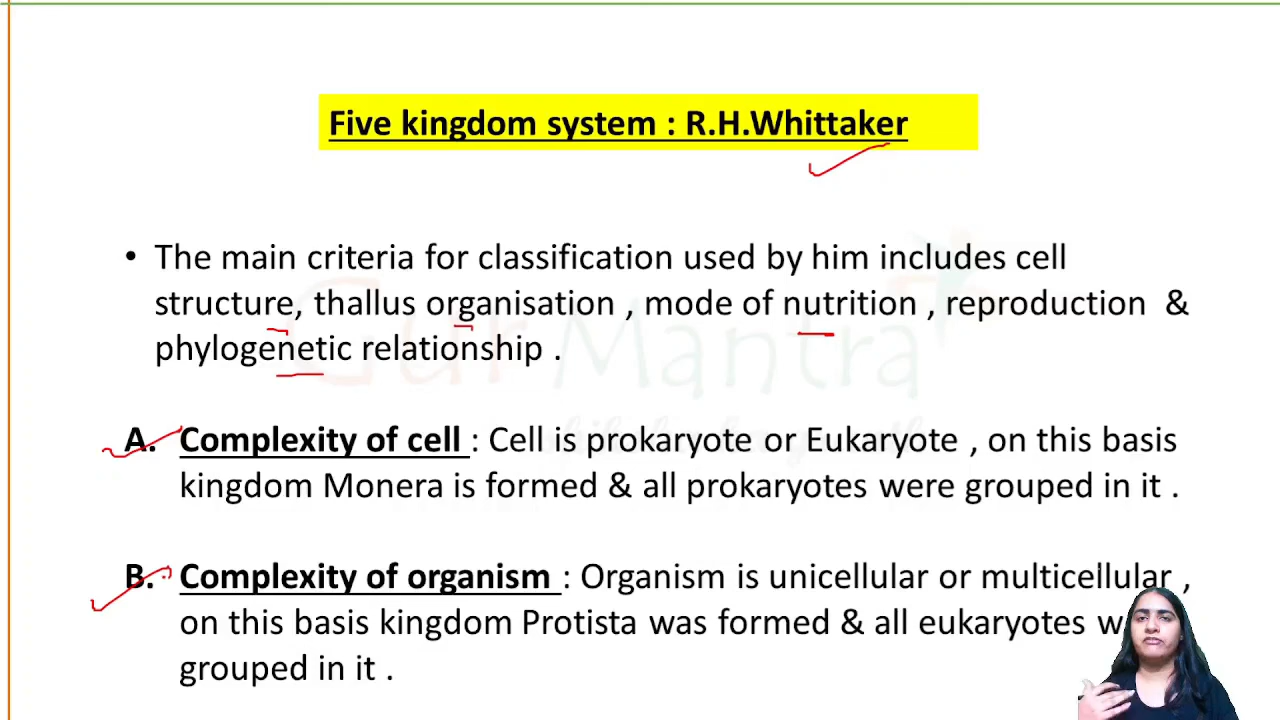 Five kingdom system : R.H.Whittaker
• The main criteria for classification used by him includes cell
structure, thallus organisation , mode of nutrition , reproduction &
phylogenetic relationship .
A. Complexity of cell : Cell is prokaryote or Eukaryote , on this basis
kingdom Monera is formed & all prokaryotes were grouped in it .
B. Complexity of organism : Organism is unicellular or multicellular ,
on this basis kingdom Protista was formed & all eukaryotes
grouped in it .
Gur Mantra